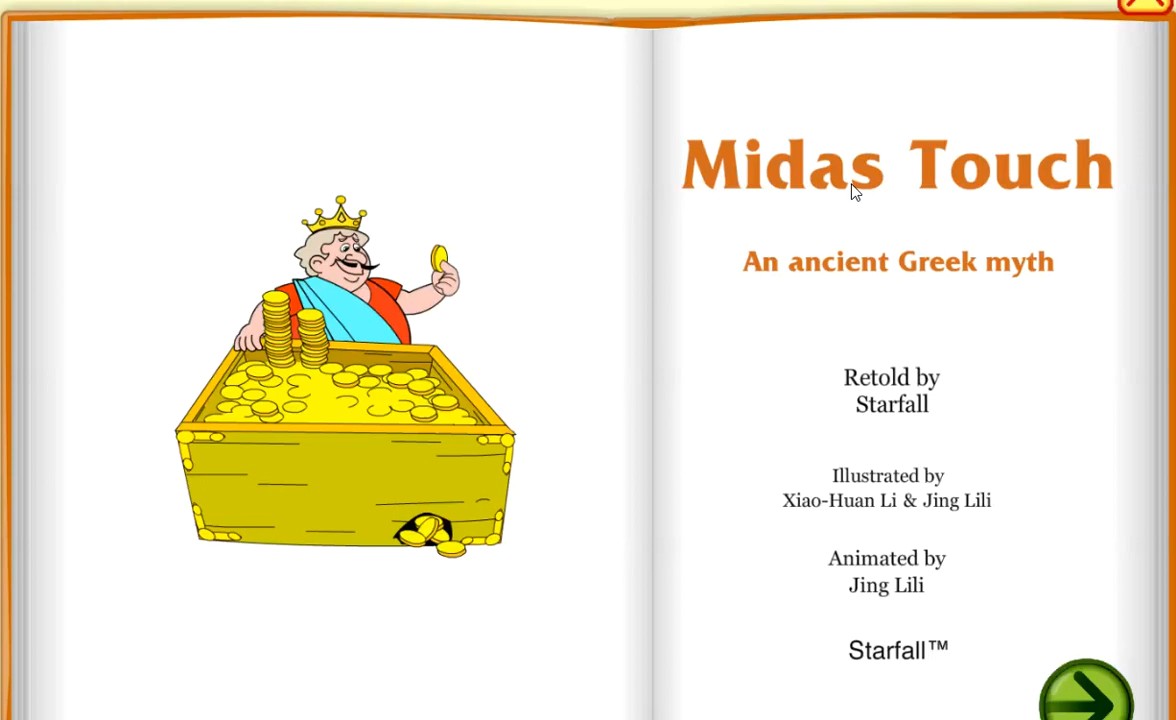 Midas Touch
An ancient Greek myth
Retold by
Starfall
Illustrated by
Xiao-Huan Li & Jing Lili
Animated by
Jing Lili
Starfall™